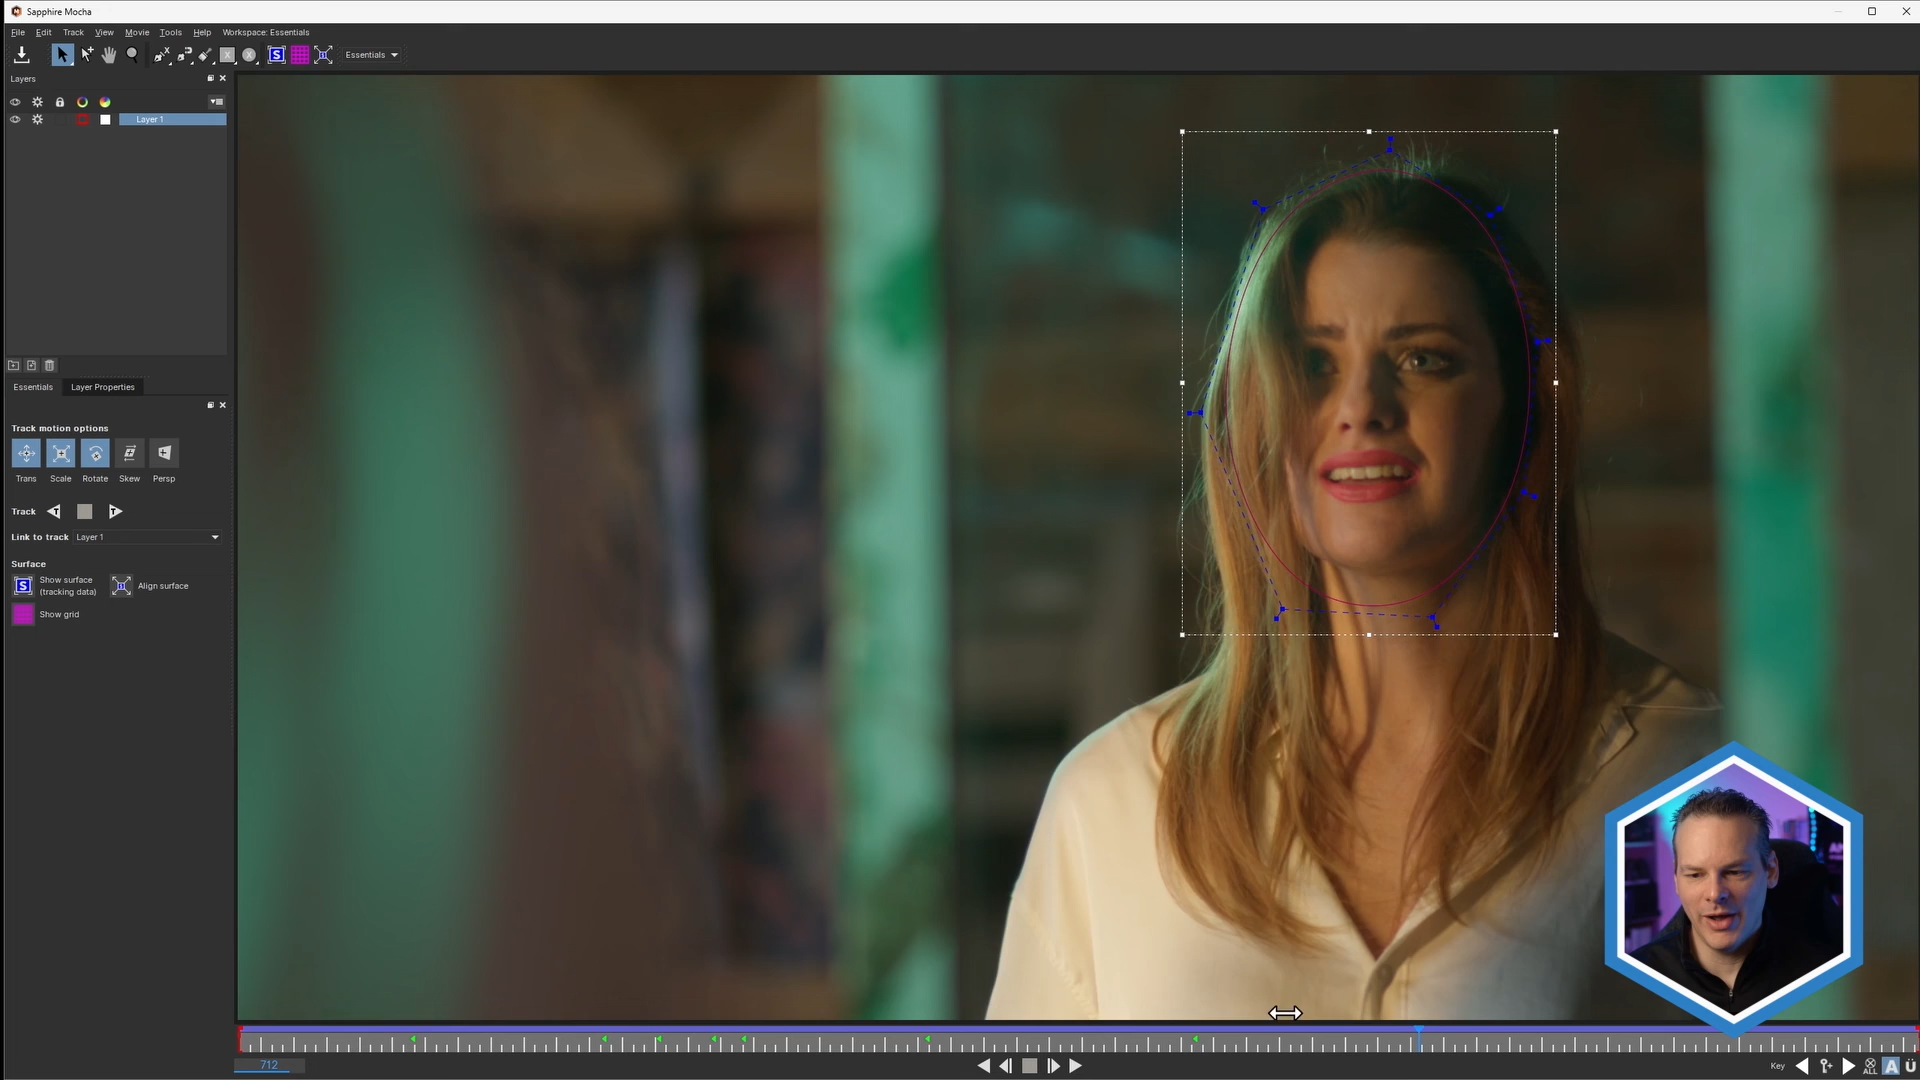 Sapphire Mocha
File Edit Track View Movie Tools Help Workspace: Essentials
S Essentials
Layers
Layer 1
Essentials Layer Properties
Track motion options
Trans Scale Rotate Skew Persp
Track
Link to track Layer 1
Surface
S Show surface (tracking data) Align surface
Show grid
712
Key ALL A Ü